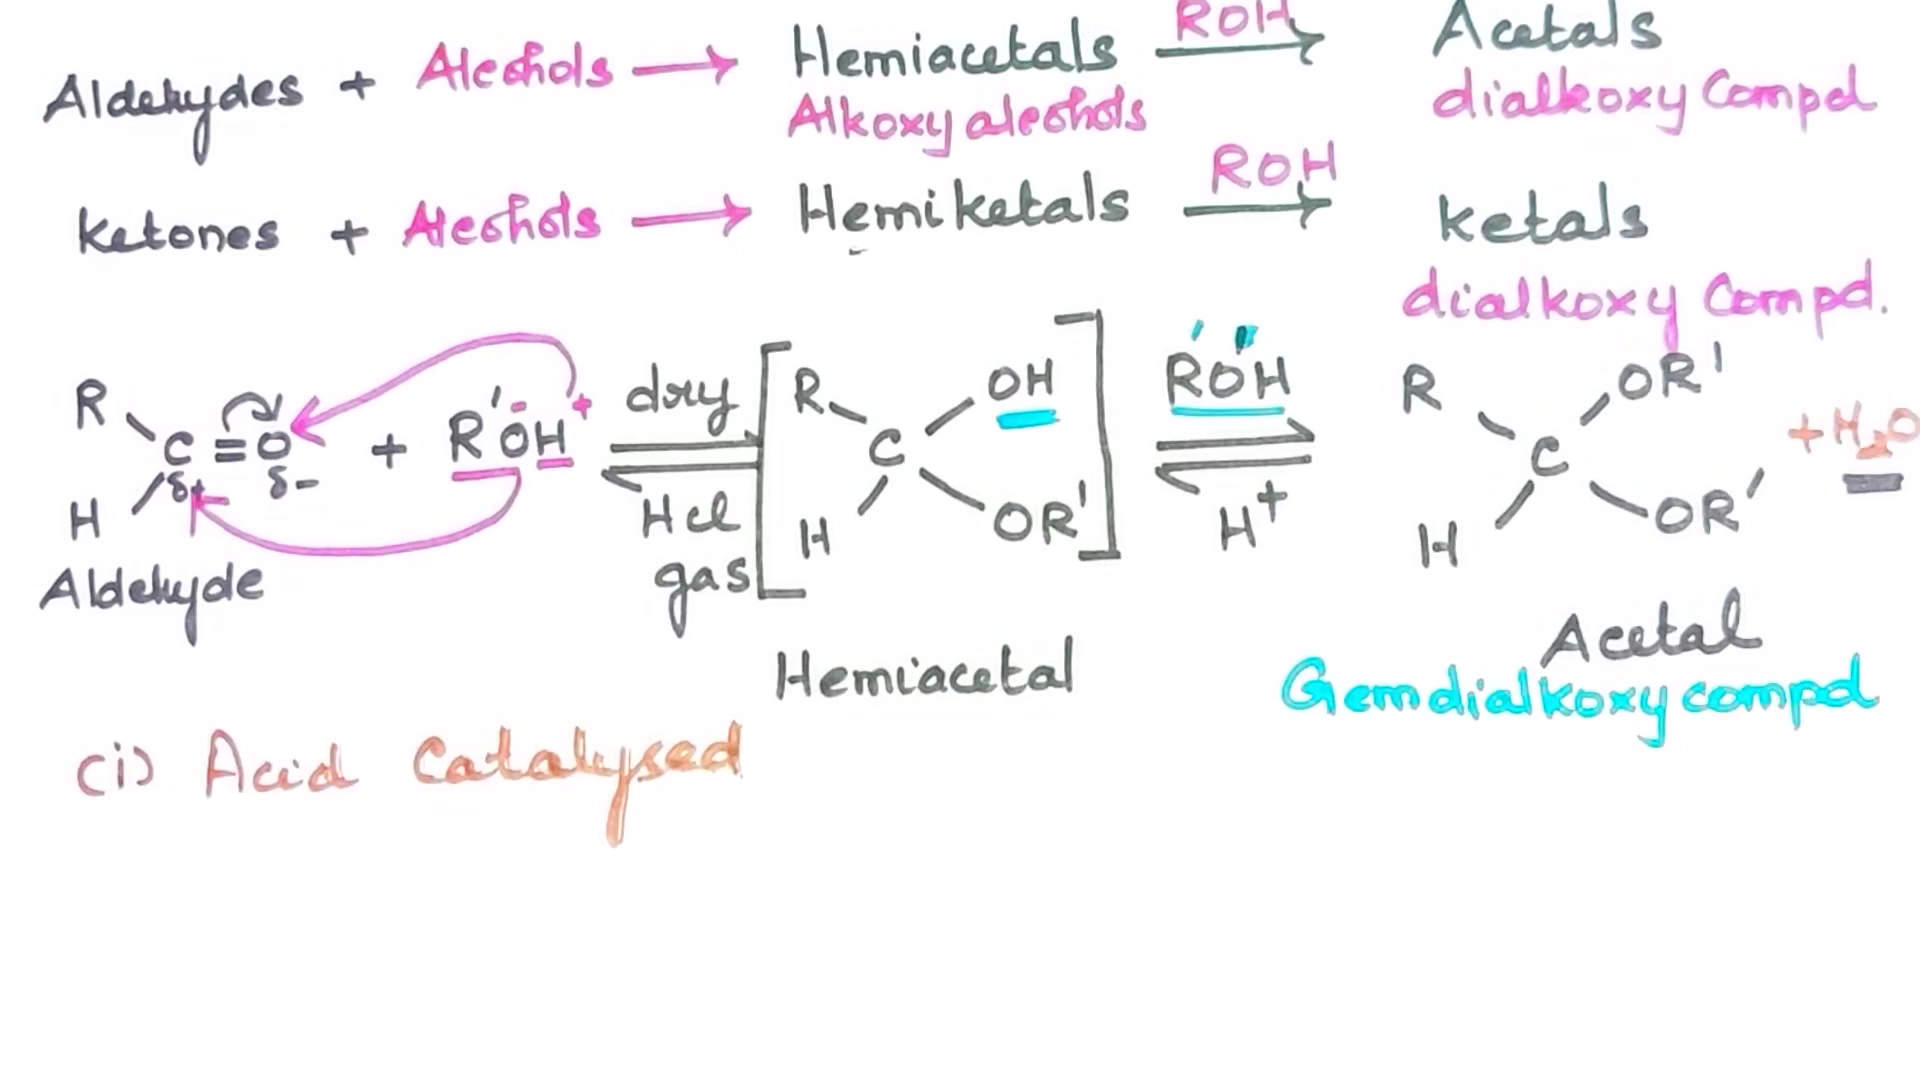 Aldehydes + Alcohols → Hemiacetals ROH → Acetals
Alkoxy alcohols dialkoxy Compd
Ketones + Alcohols → Hemiketals ROH → Ketals
dialkoxy Compd.
R C H ≡ O δ+ δ- + R'OH - + dry HCl gas ⇌ [R C H OH OR'] R'OH H+ ⇌ R C H OR' OR' + H2O
Aldehyde
Hemiacetal
Acetal
Gemdialkoxy compd
(i) Acid Catalysed